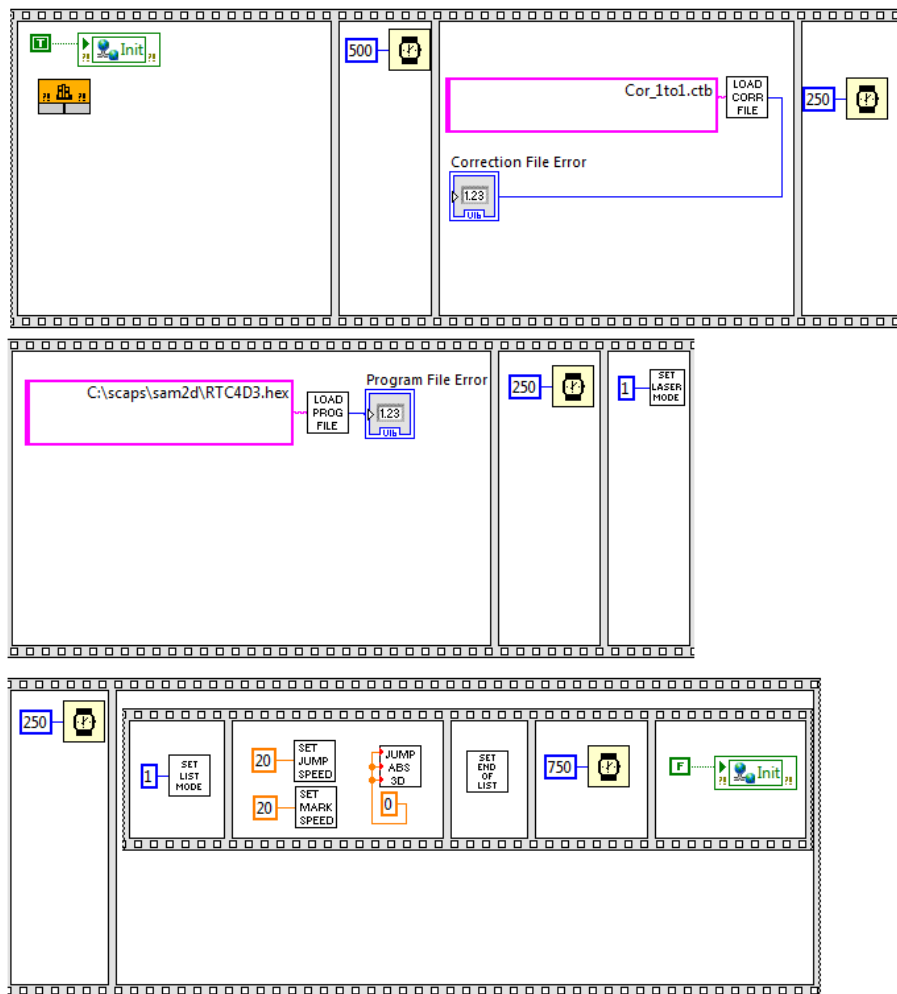 T
Init
500
Cor_1to1.ctb
LOAD
CORR
FILE
250
Correction File Error
1.23
C:\scaps\sam2d\RTC4D3.hex
LOAD
PROG
FILE
Program File Error
1.23
250
1
SET
LASER
MODE
250
1
SET
LIST
MODE
20
SET
JUMP
SPEED
20
SET
MARK
SPEED
JUMP
ABS
3D
0
SET
END
OF
LIST
750
F
Init